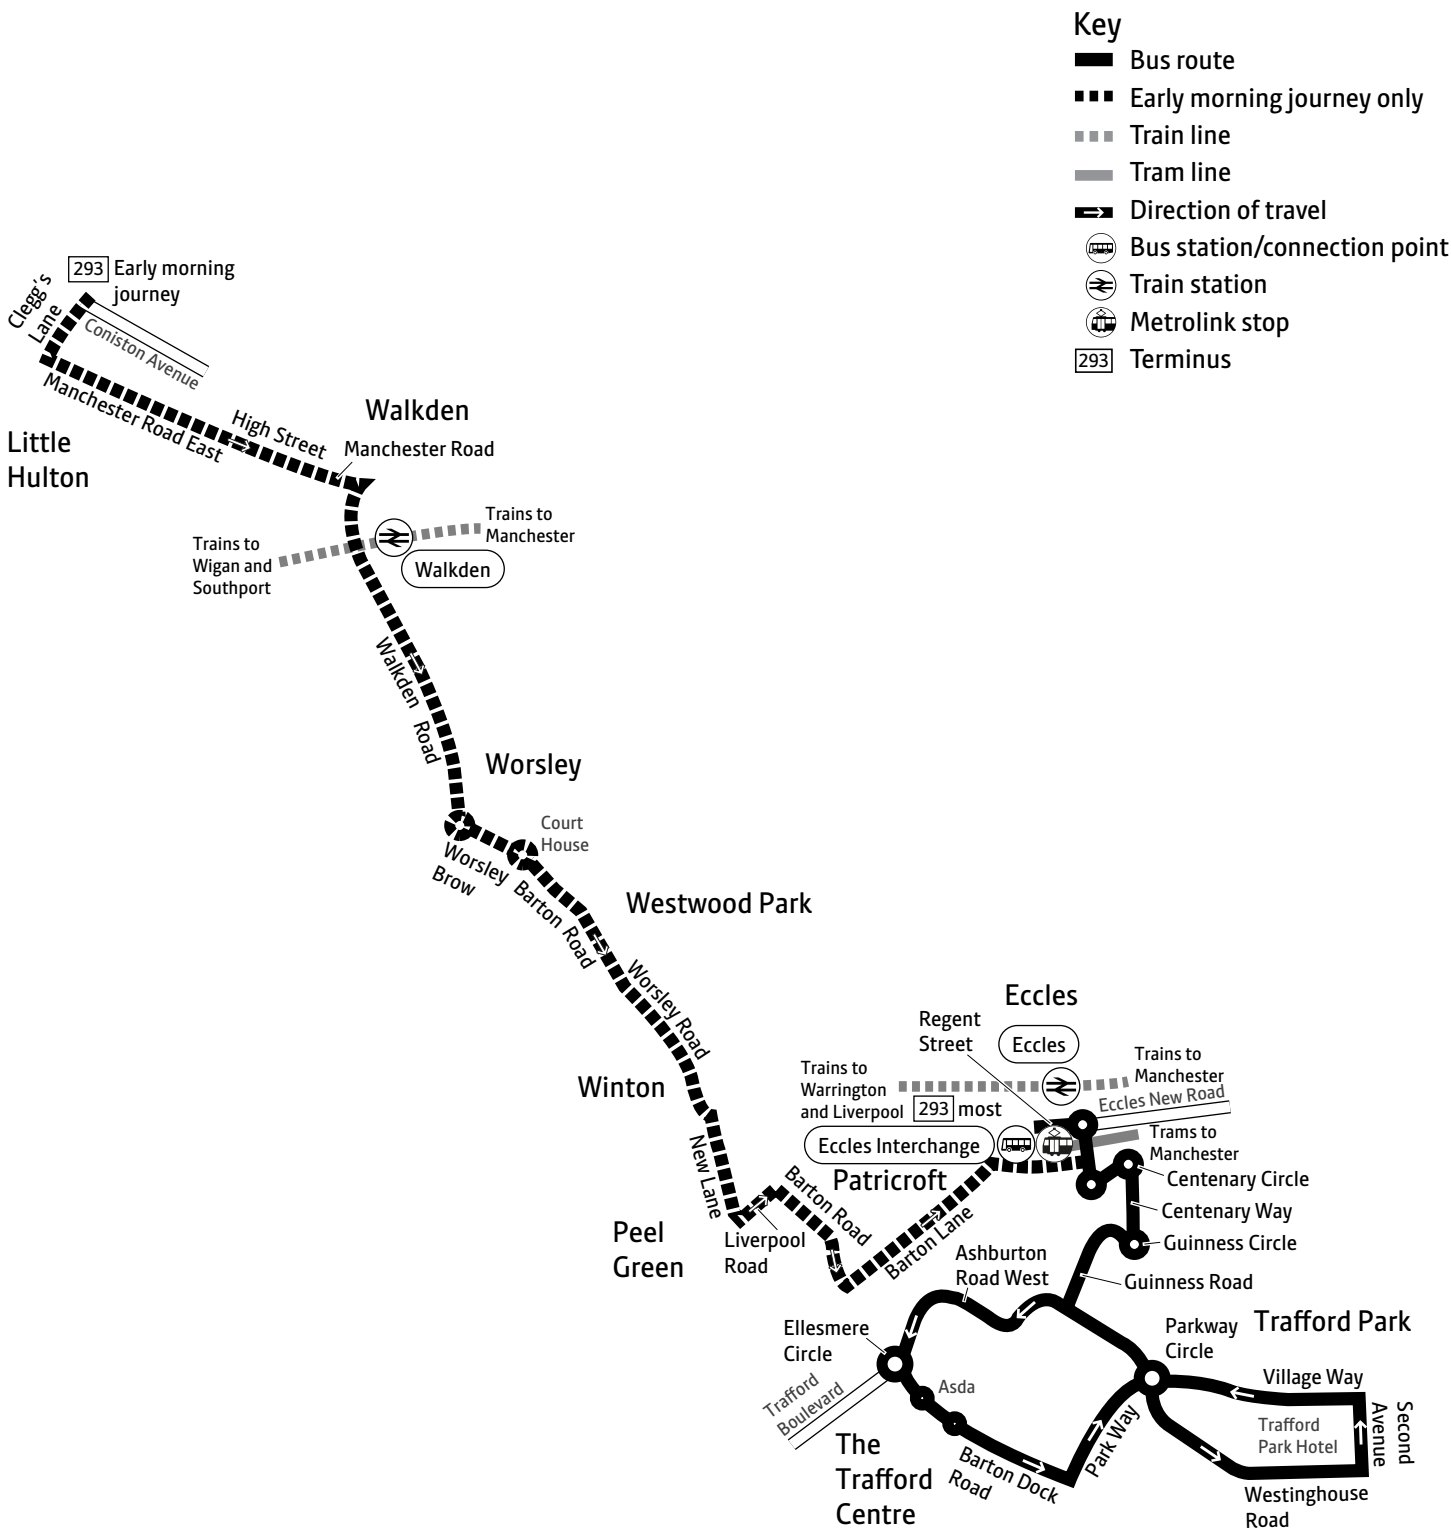 Key
Bus route
Early morning journey only
Train line
Tram line
Direction of travel
Bus station/connection point
Train station
Metrolink stop
293 Terminus
293 Early morning
journey
Clegg's
Lane
Coniston Avenue
Manchester Road East
High Street
Walkden
Manchester Road
Little
Hulton
Trains to
Manchester
Trains to
Wigan and
Southport
Walkden
Walkden Road
Worsley
Court
House
Worsley
Brow
Barton Road
Westwood Park
Worsley Road
Winton
New Lane
Eccles
Regent
Street
Eccles
Trains to
Manchester
Trains to
Warrington
and Liverpool
293 most
Eccles New Road
Eccles Interchange
Trams to
Manchester
Patricroft
Centenary Circle
Centenary Way
Barton Road
Peel
Green
Liverpool
Road
Barton Lane
Guinness Circle
Ashburton
Road West
Guinness Road
Ellesmere
Circle
Parkway
Circle
Trafford Park
Trafford
Boulevard
Asda
Village Way
Second
Avenue
Trafford
Park Hotel
The
Trafford
Centre
Barton Dock
Road
Park Way
Westinghouse
Road